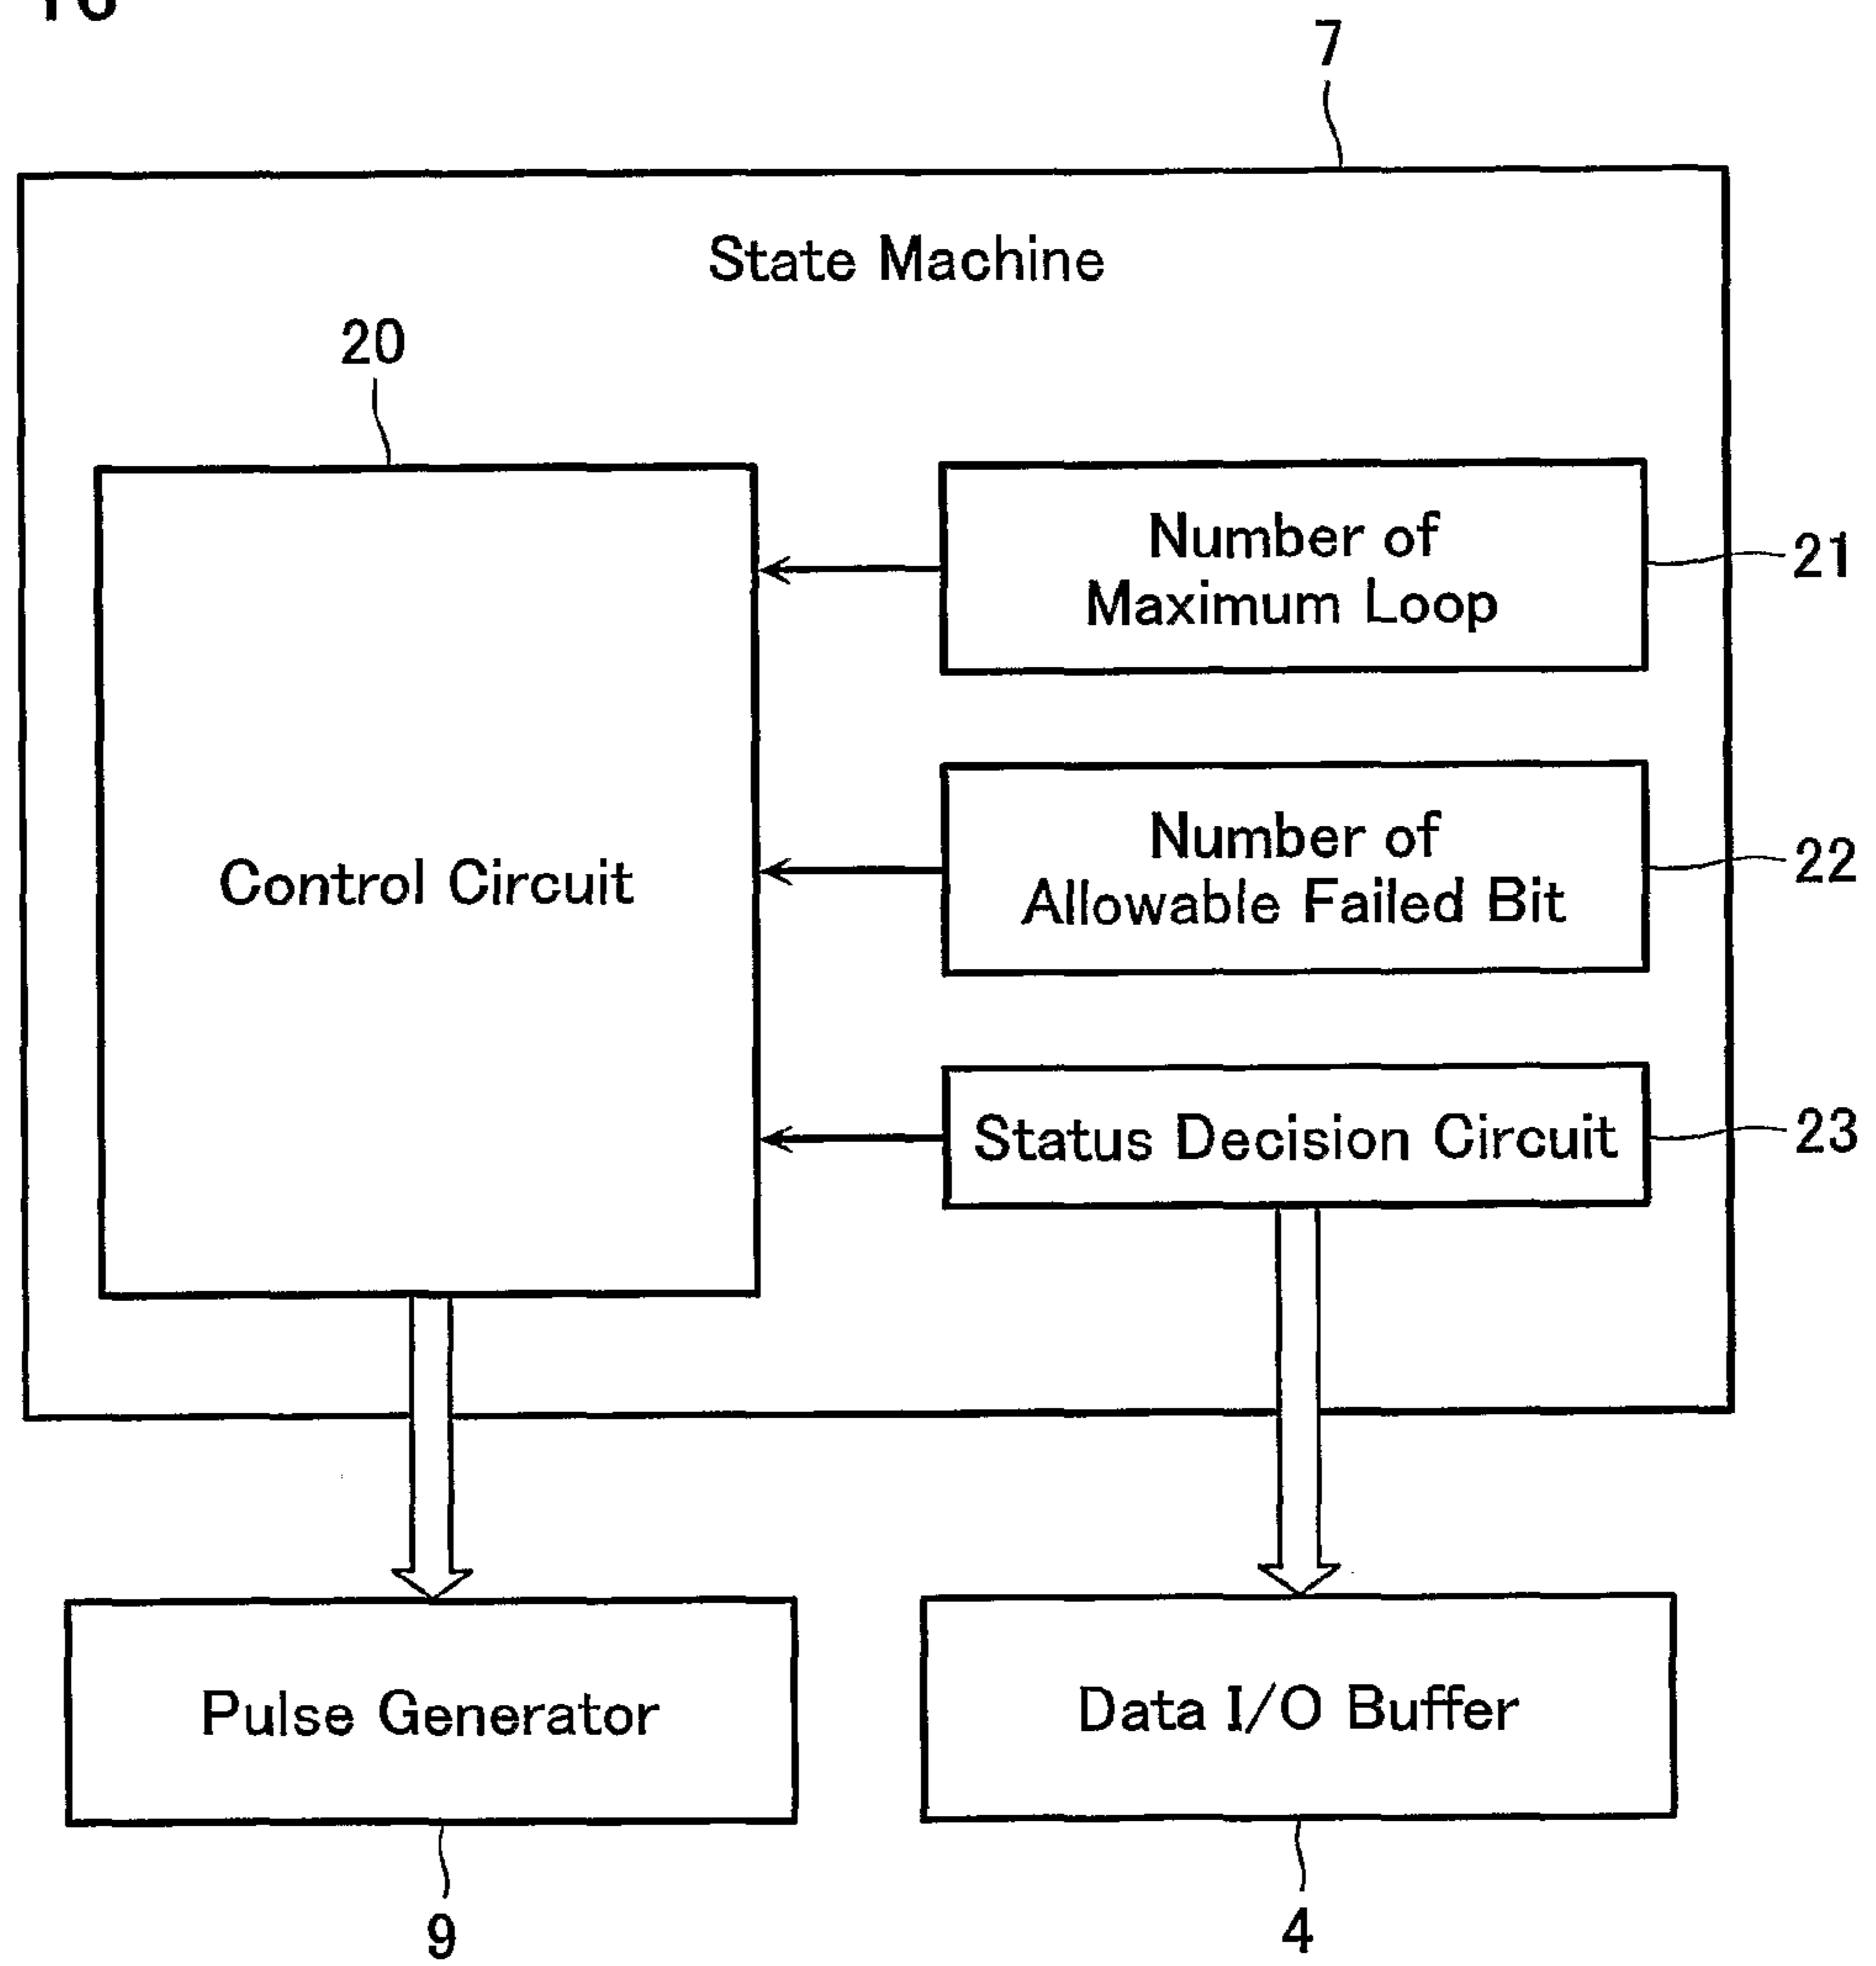 7
State Machine
20
Number of
Maximum Loop
21
Number of
Allowable Failed Bit
22
Control Circuit
Status Decision Circuit
23
Pulse Generator
Data I/O Buffer
9
4